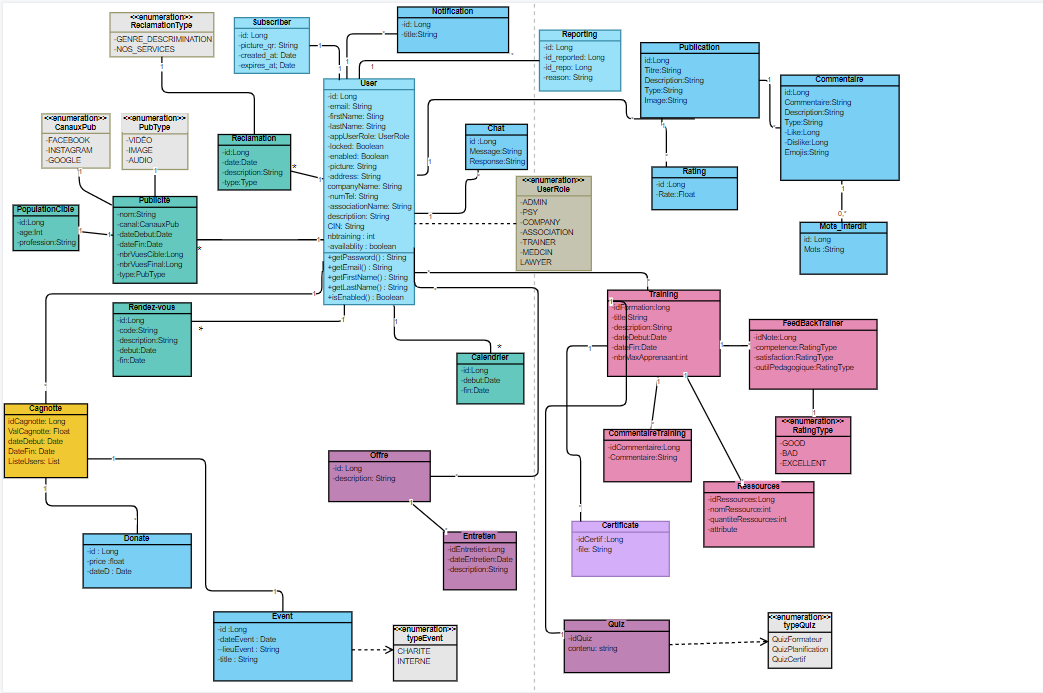 <<enumeration>>
ReclamationType
-GENRE_DESCRIMINATION
-NOS_SERVICES
Subscriber
-id: Long
-picture_qr: String
-created_at: Date
-expires_at; Date
Notification
-id: Long
-title:String
Reporting
-id: Long
-id_reported: Long
-id_repo: Long
-reason: String
Publication
id:Long
Titre:String
Description:String
Type:String
Image:String
Commentaire
id:Long
Commentaire:String
Description:String
Type:String
-Like:Long
-Dislike:Long
Emojis:String
User
-id: Long
-email: String
-firstName: Sting
-lastName: String
-appUserRole: UserRole
-locked: Boolean
-enabled: Boolean
-picture: String
-address: String
companyName: String
-numTel: String
-associationName: String
description: String
CIN: String
nbtraining : int
-availablity : boolean
+getPassword() : String
+getEmail() : String
+getFirstName() : String
+getLastName() : String
+isEnabled() : Boolean
<<enumeration>>
CanauxPub
-FACEBOOK
-INSTAGRAM
-GOOGLE
<<enumeration>>
PubType
-VIDEO
-IMAGE
-AUDIO
Reclamation
-id:Long
-date:Date
-description:String
-type:Type
Chat
id :Long
Message:String
Response:String
<<enumeration>>
UserRole
-ADMIN
-PSY
-COMPANY
-ASSOCIATION
-TRAINER
-MEDCIN
LAWYER
Rating
-id :Long
-Rate::Float
Mots_Interdit
id: Long
Mots :String
PopulationCible
-id:Long
-age:Int
-profession:String
Publicité
-nom:String
-canal:CanauxPub
-dateDebut:Date
-dateFin:Date
-nbrVuesCible:Long
-nbrVuesFinal:Long
-type:PubType
Rendez-vous
-id:Long
-code:String
-description:String
-debut:Date
-fin:Date
Calendrier
-id:Long
-debut:Date
-fin:Date
Training
-idFormation:long
-title:String
-description:String
-dateDebut:Date
-dateFin:Date
-nbrMaxApprenaant:int
FeedBackTrainer
-idNote:Long
-competence:RatingType
-satisfaction:RatingType
-outilPedagogique:RatingType
<<enumeration>>
RatingType
-GOOD
-BAD
-EXCELLENT
Cagnotte
idCagnotte: Long
ValCagnotte: Float
dateDebut: Date
DateFin: Date
ListeUsers: List
CommentaireTraining
-idCommentaire:Long
-Commentaire:String
Ressources
-idRessources:Long
-nomRessource:int
-quantiteRessources:int
-attribute
Offre
-id: Long
-description: String
Entretien
-idEntretien:Long
-dateEntretien:Date
-description:String
Certificate
-idCertif :Long
-file: String
Donate
-id : Long
-price :float
-dateD : Date
Event
-id :Long
-dateEvent : Date
--lieuEvent : String
-title : String
<<enumeration>>
typeEvent
CHARITE
INTERNE
Quiz
-idQuiz
contenu: string
<<enumeration>>
typeQuiz
QuizFormateur
QuizPlanification
QuizCertif